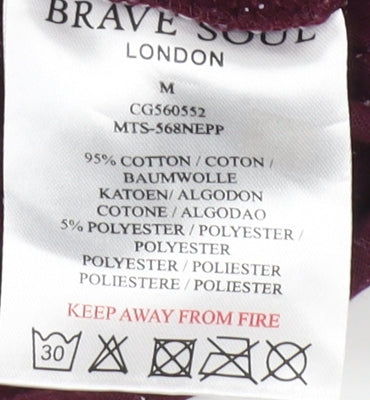 BRAVE SOUL
LONDON
M
CG560552
MTS-568NEPP
95% COTTON / COTON /
BAUMWOLLE
KATOEN/ ALGODON
COTONE / ALGODAO
5% POLYESTER / POLYESTER /
POLYESTER
POLYESTER / POLIESTER
POLIESTERE / POLIESTER
KEEP AWAY FROM FIRE
30